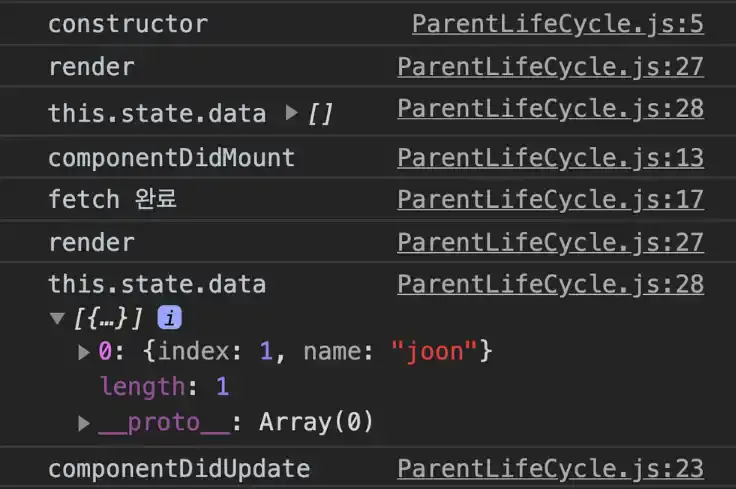 constructor ParentLifeCycle.js:5
render ParentLifeCycle.js:27
this.state.data ▶ [] ParentLifeCycle.js:28
componentDidMount ParentLifeCycle.js:13
fetch 완료 ParentLifeCycle.js:17
render ParentLifeCycle.js:27
this.state.data ParentLifeCycle.js:28
▼ [{…}] i
▶ 0: {index: 1, name: "joon"}
length: 1
▶ __proto__: Array(0)
componentDidUpdate ParentLifeCycle.js:23